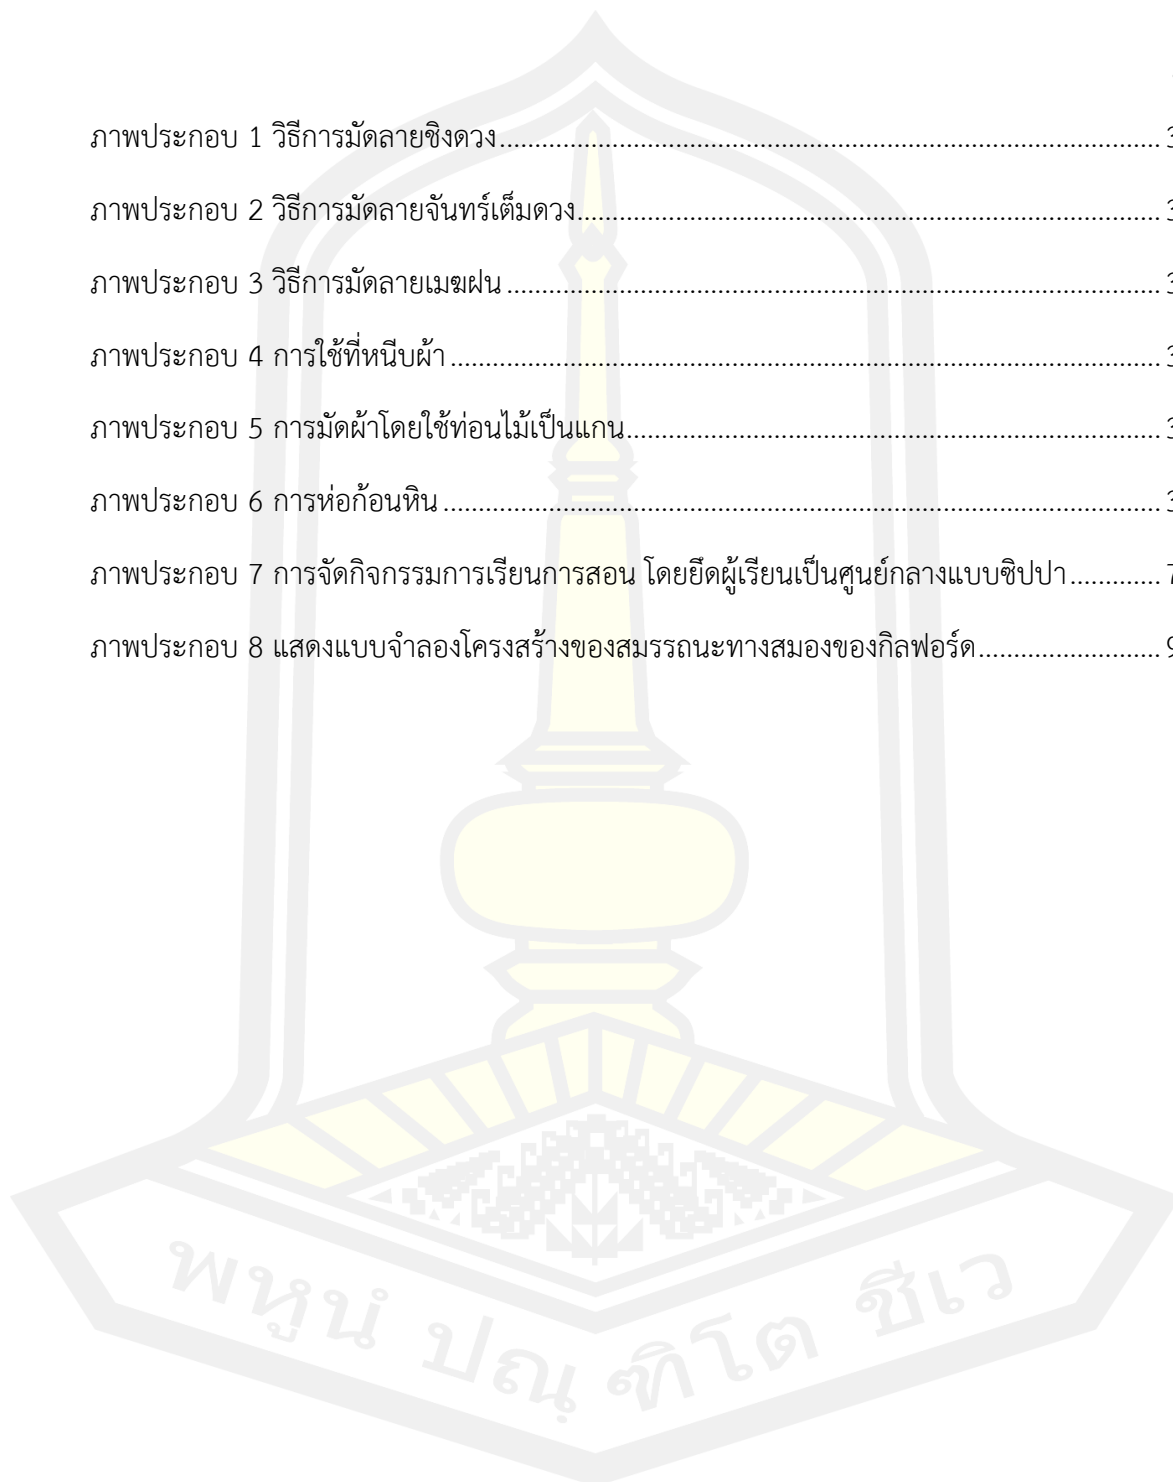 ภาพประกอบ 1 วิธีการมัดลายชิงดวง............................................................................................ 3
ภาพประกอบ 2 วิธีการมัดลายจันทร์เต็มดวง................................................................................. 3
ภาพประกอบ 3 วิธีการมัดลายเมฆฝน........................................................................................... 3
ภาพประกอบ 4 การใช้ที่หนีบผ้า................................................................................................... 3
ภาพประกอบ 5 การมัดผ้าโดยใช้ท่อนไม้เป็นแกน.......................................................................... 3
ภาพประกอบ 6 การห่อก้อนหิน.................................................................................................... 3
ภาพประกอบ 7 การจัดกิจกรรมการเรียนการสอน โดยยึดผู้เรียนเป็นศูนย์กลางแบบซิปปา............. 7
ภาพประกอบ 8 แสดงแบบจำลองโครงสร้างของสมรรถนะทางสมองของกิลฟอร์ด.......................... 9
พหูนํ ปณฺฑิโต ชีเว